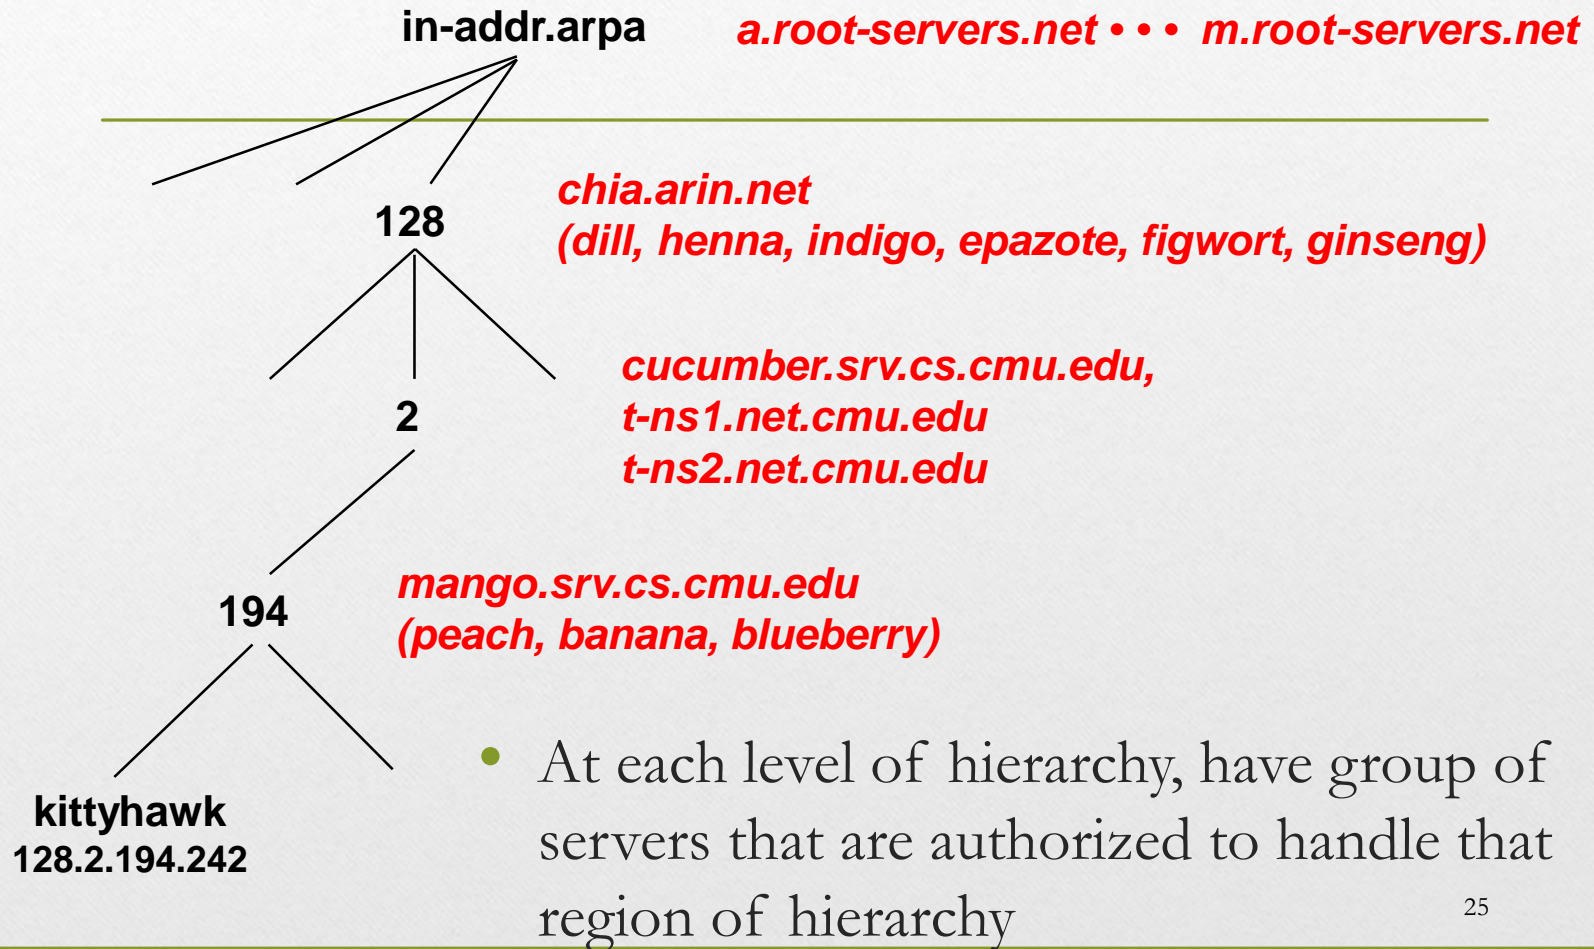 in-addr.arpa a.root-servers.net • • • m.root-servers.net
128
chia.arin.net
(dill, henna, indigo, epazote, figwort, ginseng)
2
cucumber.srv.cs.cmu.edu,
t-ns1.net.cmu.edu
t-ns2.net.cmu.edu
194
mango.srv.cs.cmu.edu
(peach, banana, blueberry)
kittyhawk
128.2.194.242
• At each level of hierarchy, have group of
servers that are authorized to handle that
region of hierarchy
25